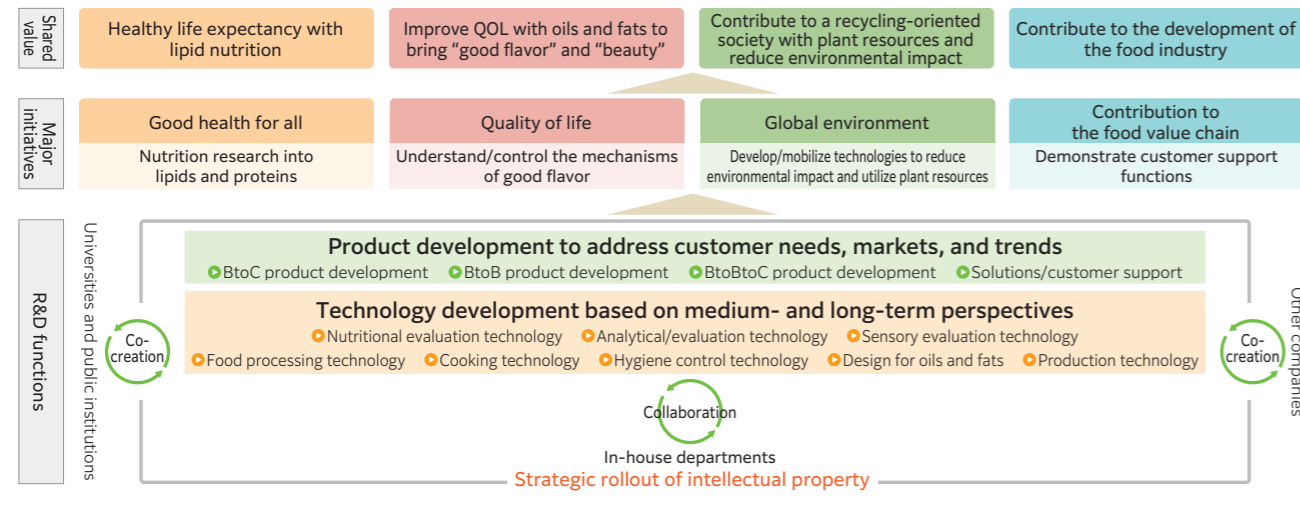 Shared
value
Healthy life expectancy with
lipid nutrition
Improve QOL with oils and fats to
bring “good flavor” and “beauty”
Contribute to a recycling-oriented
society with plant resources and
reduce environmental impact
Contribute to the development of
the food industry
Major
initiatives
Good health for all
Nutrition research into
lipids and proteins
Quality of life
Understand/control the mechanisms
of good flavor
Global environment
Develop/mobilize technologies to reduce
environmental impact and utilize plant resources
Contribution to
the food value chain
Demonstrate customer support
functions
R&D functions
Universities and public institutions
Co-
creation
Product development to address customer needs, markets, and trends
BtoC product development
BtoB product development
BtoBtoC product development
Solutions/customer support
Technology development based on medium- and long-term perspectives
Nutritional evaluation technology
Analytical/evaluation technology
Sensory evaluation technology
Food processing technology
Cooking technology
Hygiene control technology
Design for oils and fats
Production technology
Co-
creation
Other companies
Collaboration
In-house departments
Strategic rollout of intellectual property